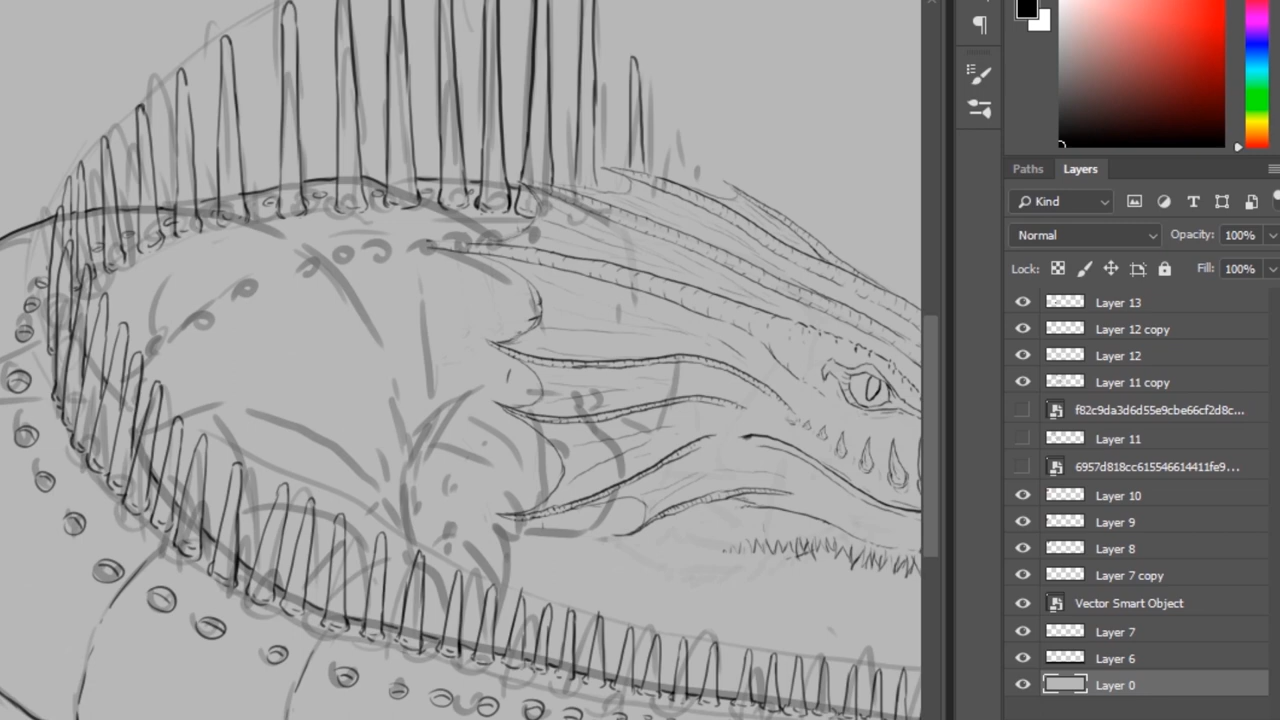 Paths
Layers
Kind
Normal
Opacity: 100%
Lock:
Fill: 100%
Layer 13
Layer 12 copy
Layer 12
Layer 11 copy
f82c9da3d6d55e9cbe66cf2d8c...
Layer 11
6957d818cc615546614411fe9...
Layer 10
Layer 9
Layer 8
Layer 7 copy
Vector Smart Object
Layer 7
Layer 6
Layer 0